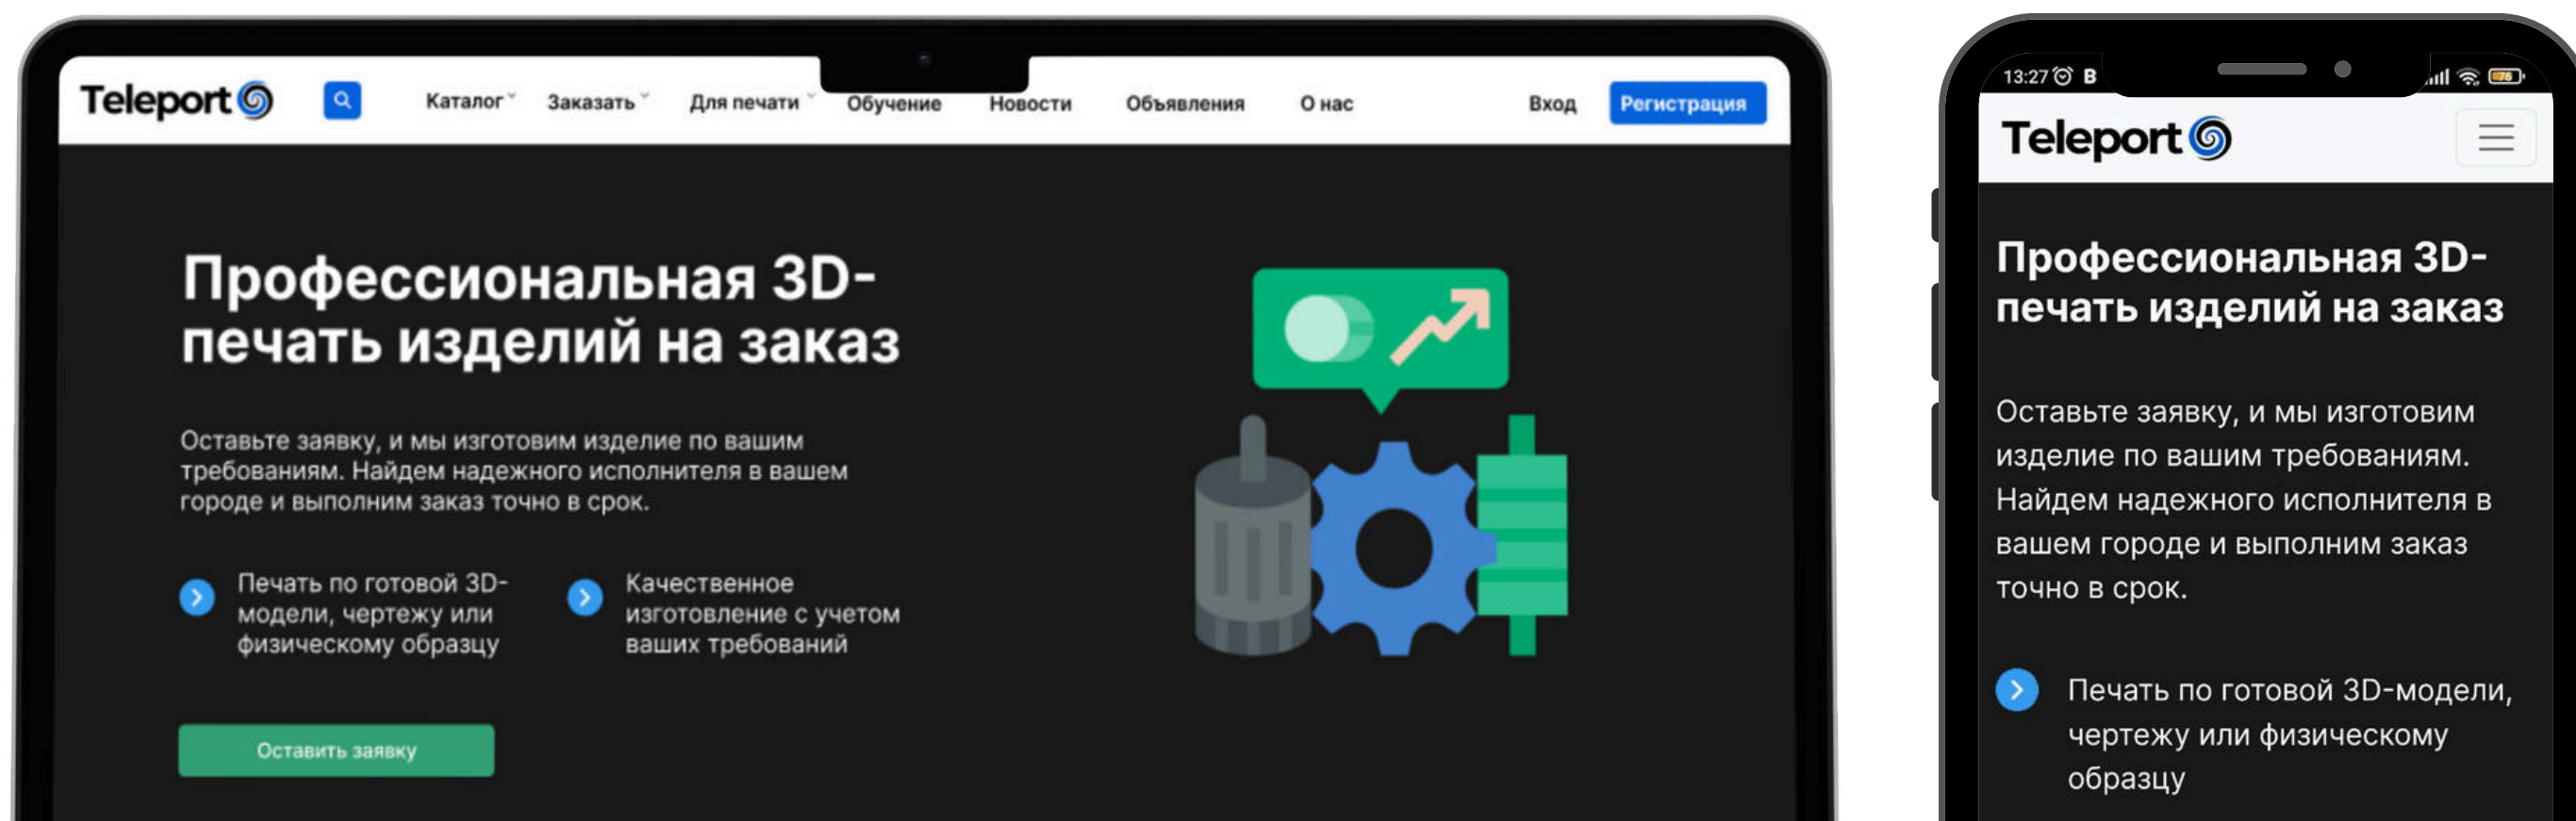 Teleport
Каталог Заказать Для печати Обучение Новости Объявления О нас Вход Регистрация
Профессиональная 3D-
печать изделий на заказ
Оставьте заявку, и мы изготовим изделие по вашим
требованиям. Найдем надежного исполнителя в вашем
городе и выполним заказ точно в срок.
Печать по готовой 3D-
модели, чертежу или
физическому образцу
Качественное
изготовление с учетом
ваших требований
Оставить заявку
13:27 B 76
Teleport
Профессиональная 3D-
печать изделий на заказ
Оставьте заявку, и мы изготовим
изделие по вашим требованиям.
Найдем надежного исполнителя в
вашем городе и выполним заказ
точно в срок.
Печать по готовой 3D-модели,
чертежу или физическому
образцу